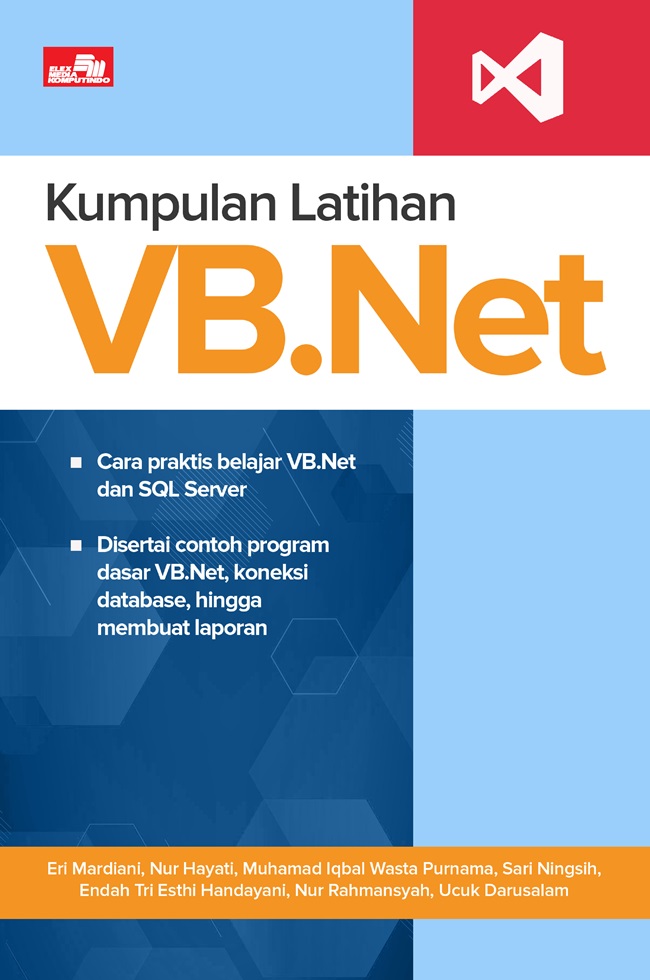 ELEX
MEDIA
KOMPUTINDO
Kumpulan Latihan
VB.Net
Cara praktis belajar VB.Net
dan SQL Server
Disertai contoh program
dasar VB.Net, koneksi
database, hingga
membuat laporan
Eri Mardiani, Nur Hayati, Muhamad Iqbal Wasta Purnama, Sari Ningsih,
Endah Tri Esthi Handayani, Nur Rahmansyah, Ucuk Darusalam